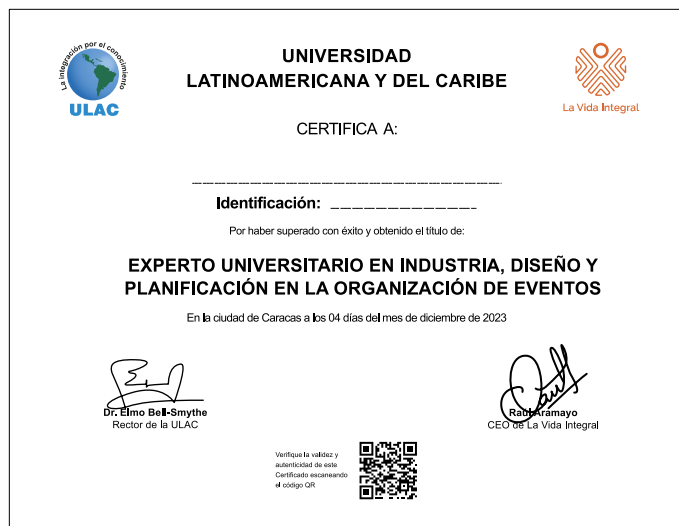 La integración por el conocimiento
ULAC
UNIVERSIDAD
LATINOAMERICANA Y DEL CARIBE
La Vida Integral
CERTIFICA A:
Identificación:
Por haber superado con éxito y obtenido el título de:
EXPERTO UNIVERSITARIO EN INDUSTRIA, DISEÑO Y
PLANIFICACIÓN EN LA ORGANIZACIÓN DE EVENTOS
En la ciudad de Caracas a los 04 días del mes de diciembre de 2023
Dr. Elmo Bell-Smythe
Rector de la ULAC
Raúl Aramayo
CEO de La Vida Integral
Verifique la validez y
autenticidad de este
Certificado escaneando
el código QR